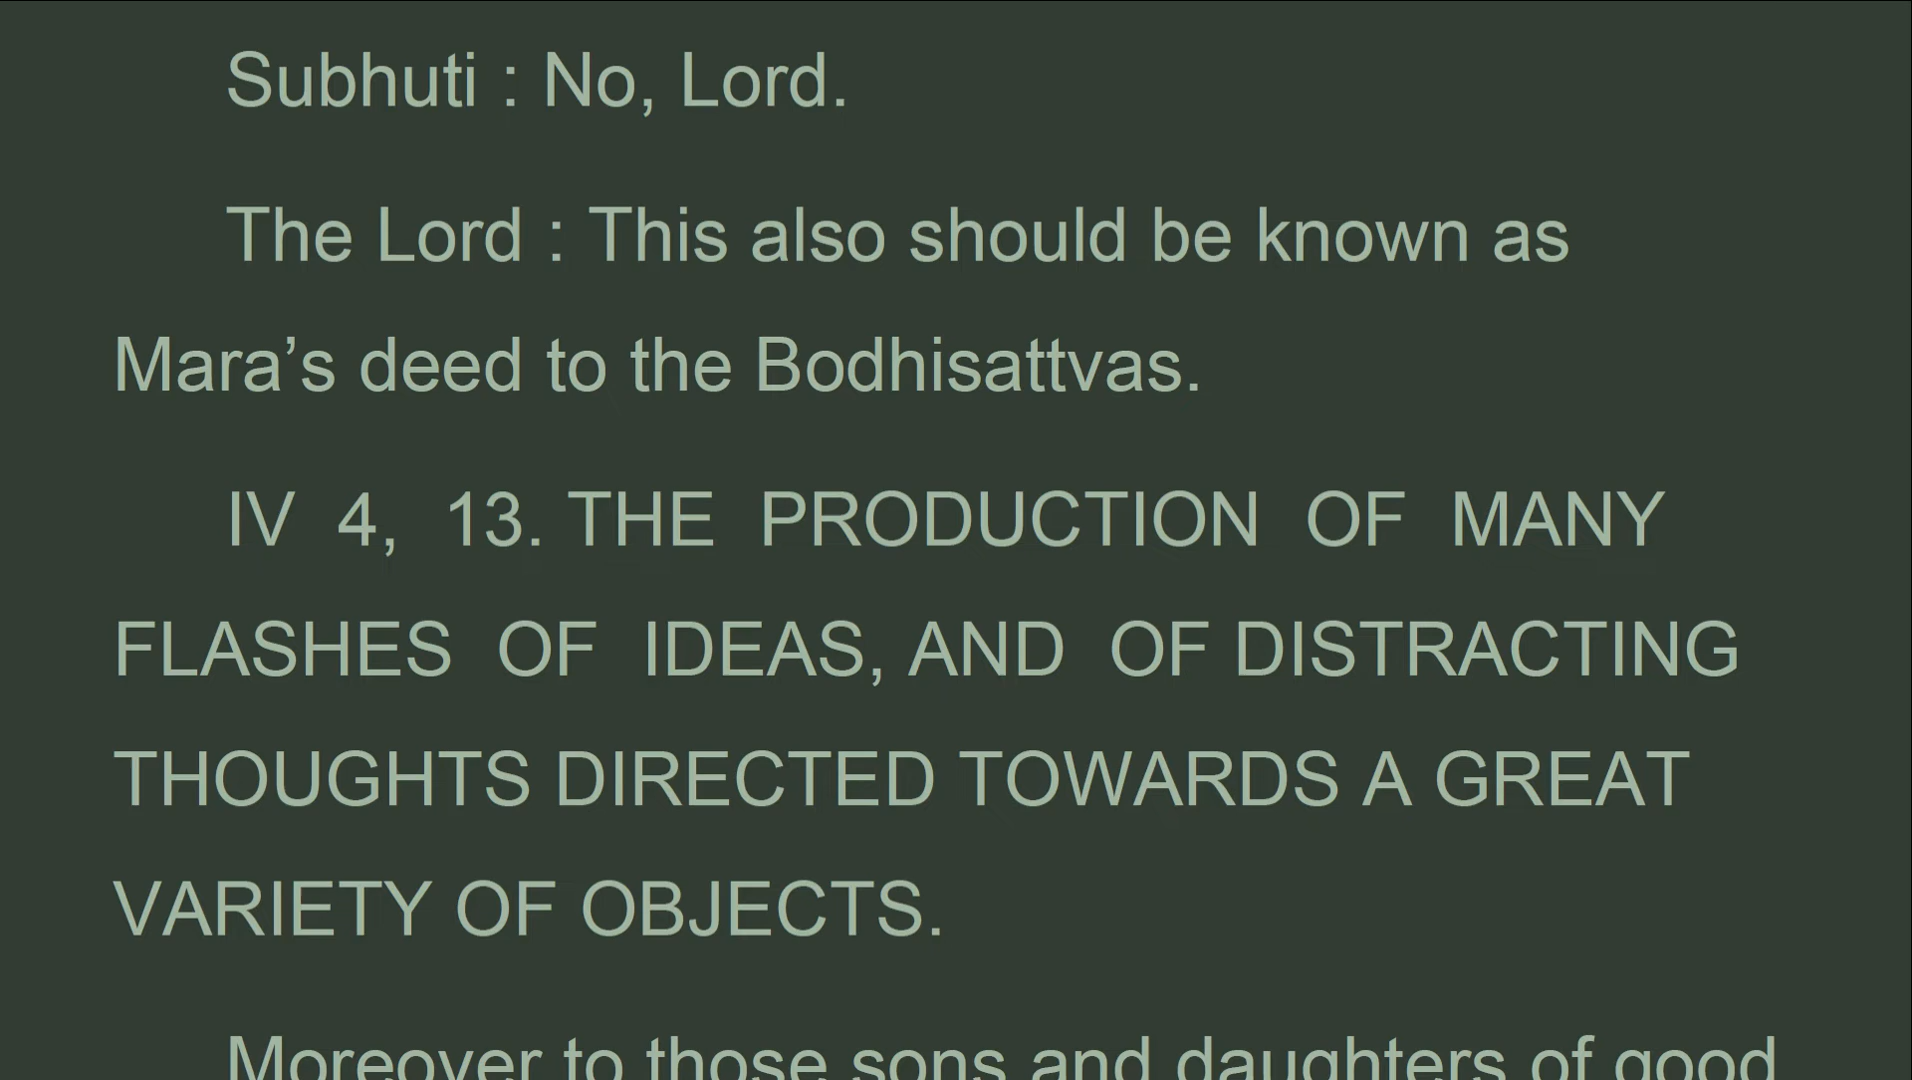 Subhuti : No, Lord.
The Lord : This also should be known as
Mara’s deed to the Bodhisattvas.
IV 4, 13. THE PRODUCTION OF MANY
FLASHES OF IDEAS, AND OF DISTRACTING
THOUGHTS DIRECTED TOWARDS A GREAT
VARIETY OF OBJECTS.
Moreover to those sons and daughters of good